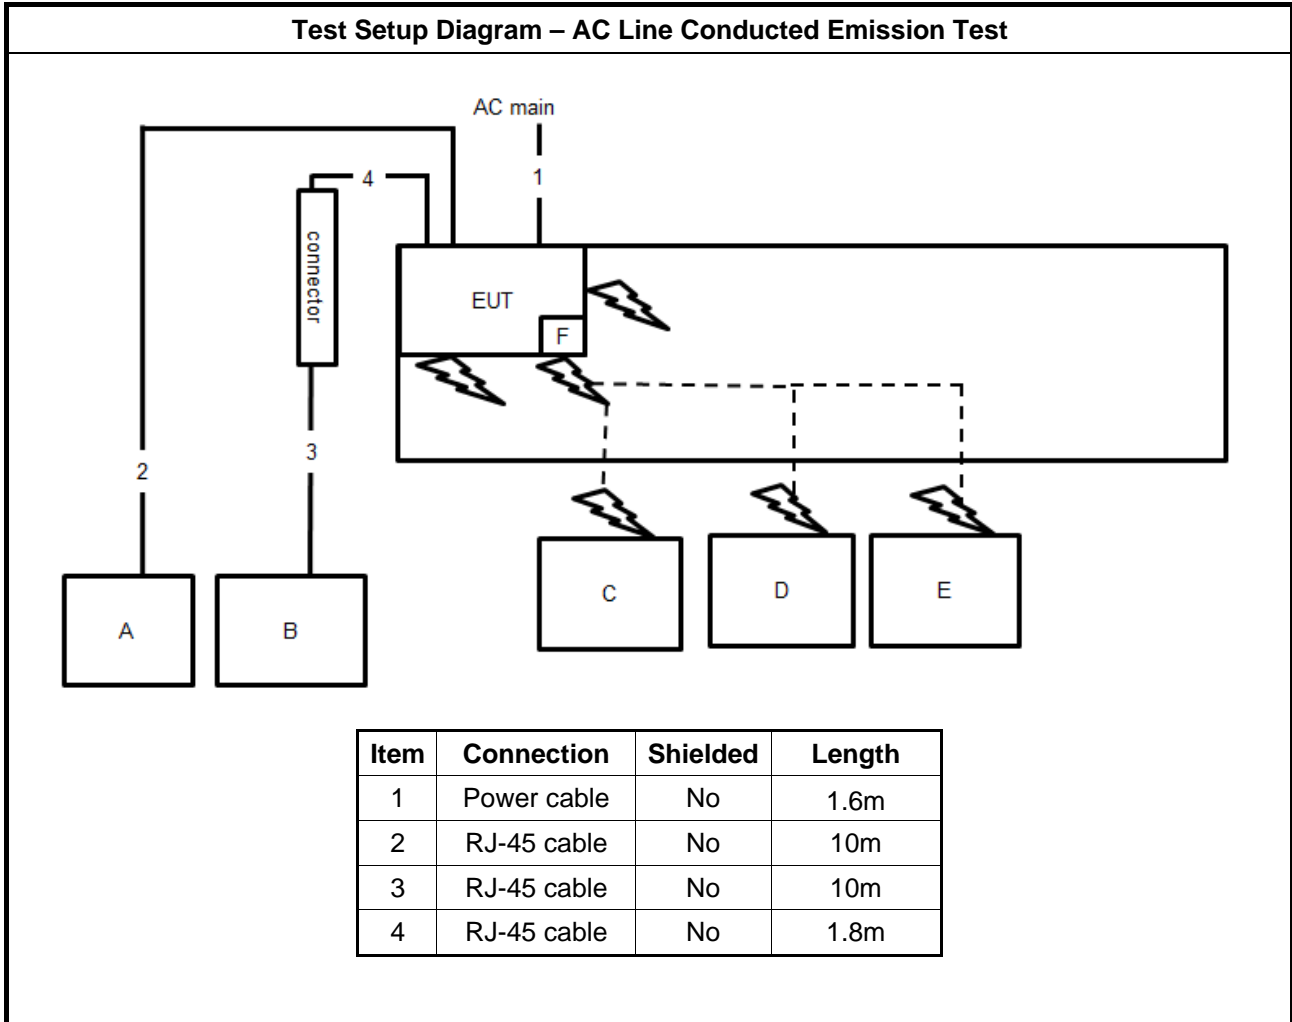 Test Setup Diagram – AC Line Conducted Emission Test
AC main
4
1
connector
EUT
F
3
2
C
D
E
A
B
Item Connection Shielded Length
1 Power cable No 1.6m
2 RJ-45 cable No 10m
3 RJ-45 cable No 10m
4 RJ-45 cable No 1.8m